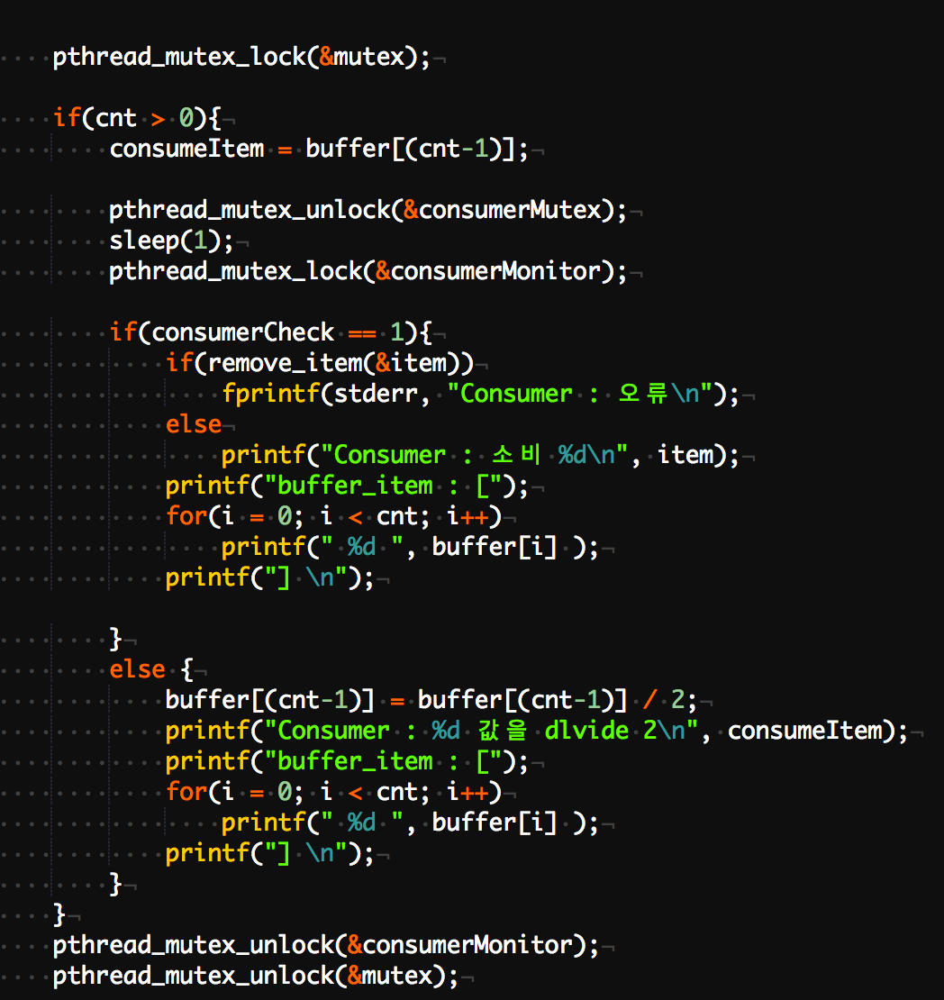 pthread_mutex_lock(&mutex);
if(cnt > 0){
consumeItem = buffer[(cnt-1)];
pthread_mutex_unlock(&consumerMutex);
sleep(1);
pthread_mutex_lock(&consumerMonitor);
if(consumerCheck == 1){
if(remove_item(&item))
fprintf(stderr, "Consumer : 오류\n");
else
printf("Consumer : 소비 %d\n", item);
printf("buffer_item : [");
for(i = 0; i < cnt; i++)
printf(" %d ", buffer[i] );
printf("] \n");
}
else {
buffer[(cnt-1)] = buffer[(cnt-1)] / 2;
printf("Consumer : %d 값을 dlvide 2\n", consumeItem);
printf("buffer_item : [");
for(i = 0; i < cnt; i++)
printf(" %d ", buffer[i] );
printf("] \n");
}
}
pthread_mutex_unlock(&consumerMonitor);
pthread_mutex_unlock(&mutex);